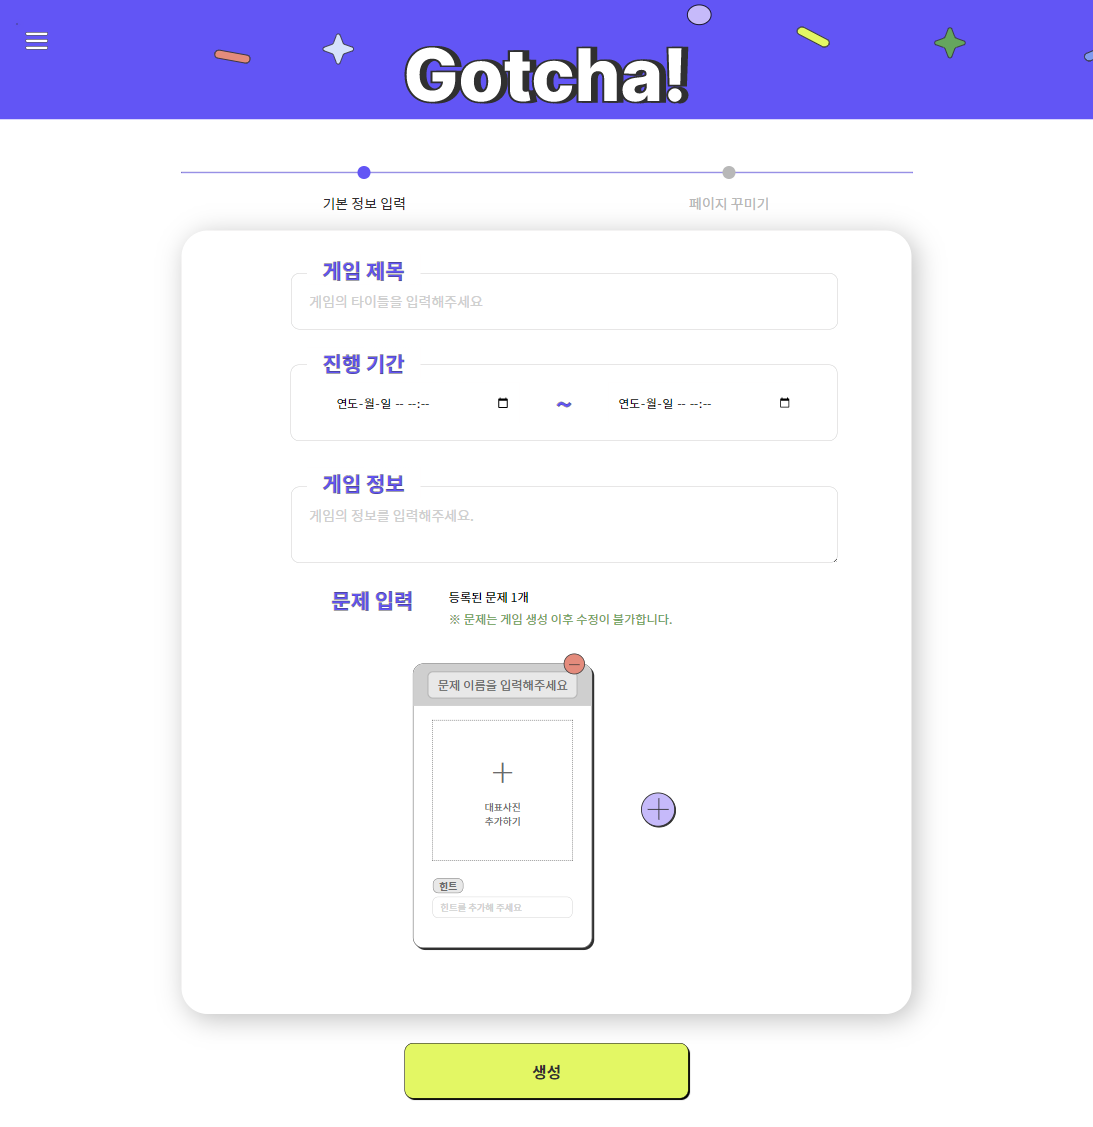 Gotcha!
기본 정보 입력
페이지 꾸미기
게임 제목
게임의 타이틀을 입력해주세요
진행 기간
연도-월-일 -- --:--
~
연도-월-일 -- --:--
게임 정보
게임의 정보를 입력해주세요.
문제 입력
등록된 문제 1개
※ 문제는 게임 생성 이후 수정이 불가합니다.
문제 이름을 입력해주세요
대표사진
추가하기
힌트
힌트를 추가해 주세요
생성